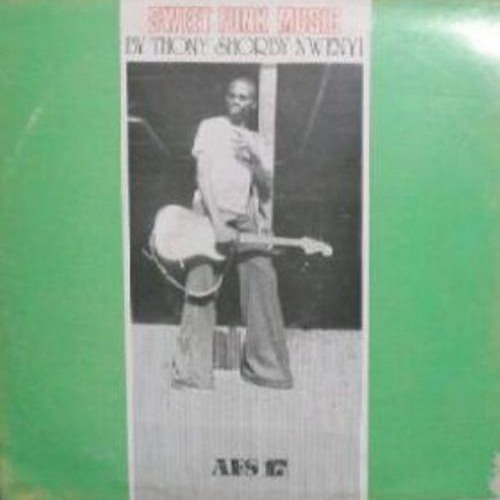 SWEET FUNK MUSIC
BY THONY SHORBY NWENYI
AFS 17